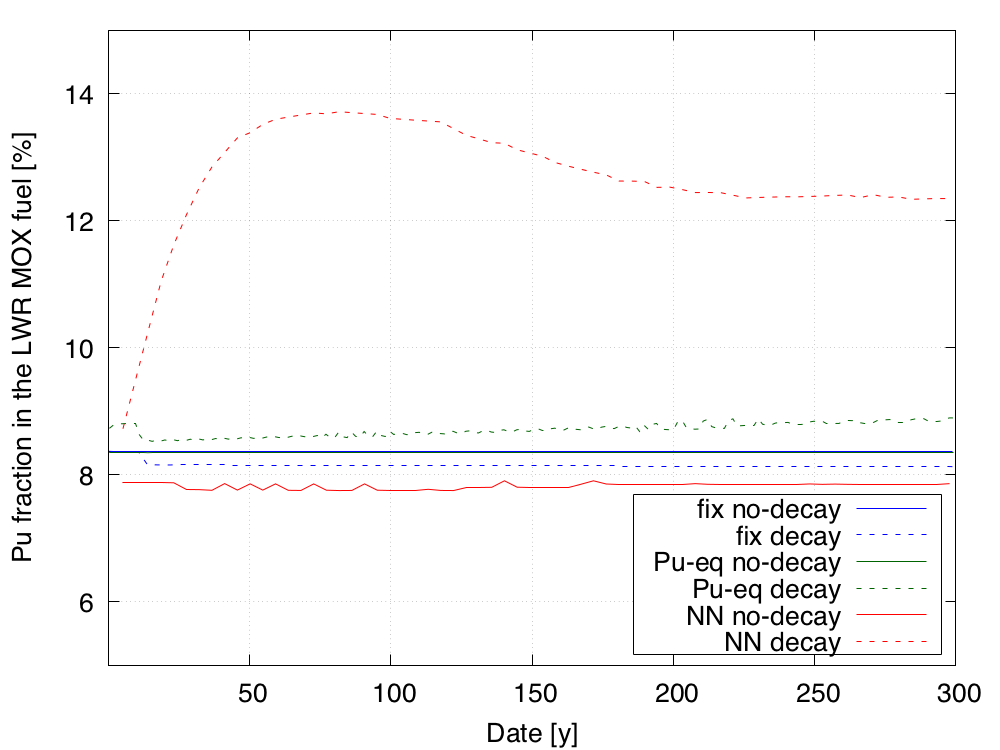 Pu fraction in the LWR MOX fuel [%]
14
12
10
8
6
fix no-decay
fix decay
Pu-eq no-decay
Pu-eq decay
NN no-decay
NN decay
50 100 150 200 250 300
Date [y]